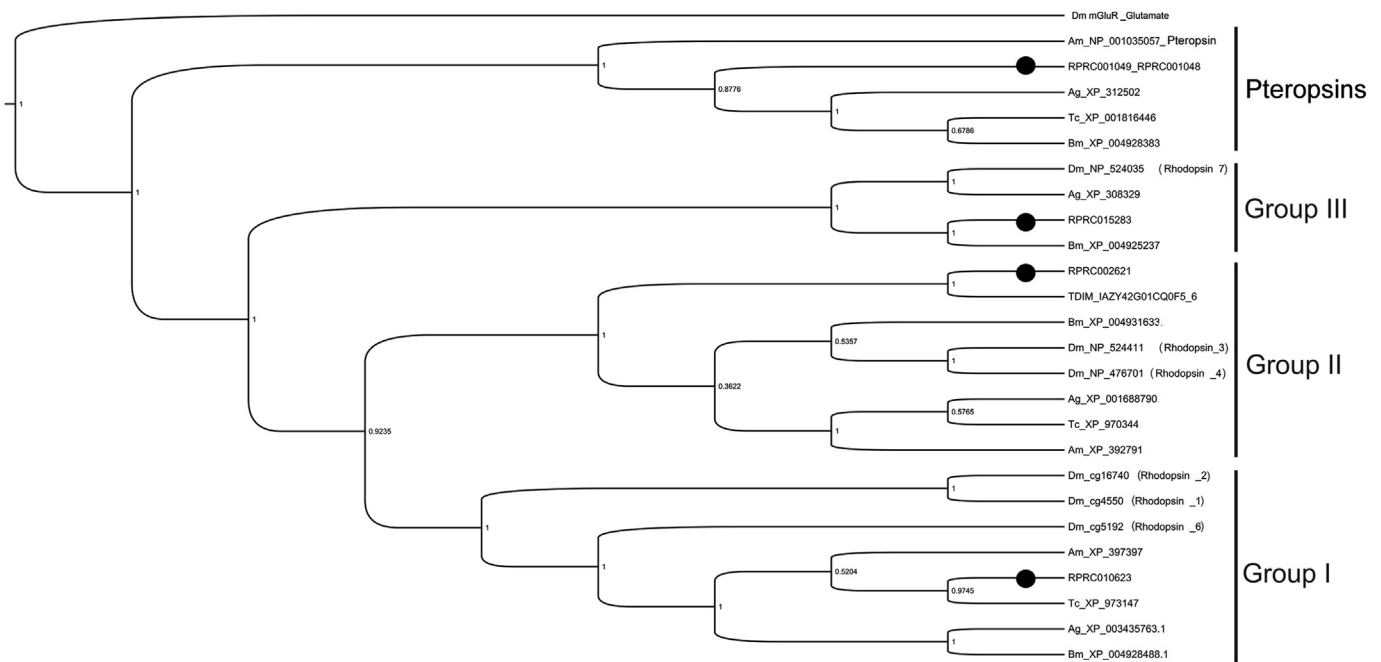 Dm mGluR _Glutamate
Am_NP_001035057_ Pteropsin
1
RPRC001049_RPRC001048
0.8776
Pteropsins
Ag_XP_312502
1
1
Tc_XP_001816446
0.6786
Bm_XP_004928383
Dm_NP_524035 ( Rhodopsin_7)
1
1
Ag_XP_308329
1
Group III
RPRC015283
1
Bm_XP_004925237
RPRC002621
1
TDIM_IAZY42G01CQ0F5_6
1
Bm_XP_004931633.
1
0.5357
Dm_NP_524411 (Rhodopsin_3)
1
Group II
Dm_NP_476701 (Rhodopsin _4)
0.3622
Ag_XP_001688790.
0.5765
Tc_XP_970344
1
0.9235
Am_XP_392791
Dm_cg16740 (Rhodopsin _2)
1
Dm_cg4550 (Rhodopsin _1)
1
Dm_cg5192 (Rhodopsin _6)
Am_XP_397397
1
0.5204
Group I
RPRC010623
0.9745
Tc_XP_973147
1
Ag_XP_003435763.1
1
Bm_XP_004928488.1